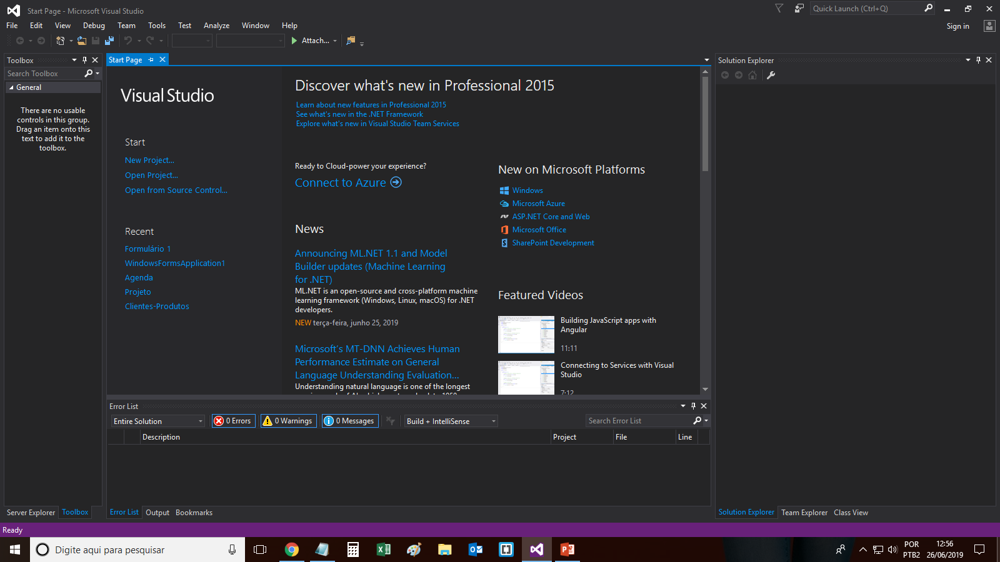 Start Page - Microsoft Visual Studio
Quick Launch (Ctrl+Q)
File Edit View Debug Team Tools Test Analyze Window Help
Sign in
Attach...
Toolbox
Search Toolbox
General
There are no usable
controls in this group.
Drag an item onto this
text to add it to the
toolbox.
Server Explorer Toolbox
Start Page
Visual Studio
Start
New Project...
Open Project...
Open from Source Control...
Recent
Formulário 1
WindowsFormsApplication1
Agenda
Projeto
Clientes-Produtos
Discover what's new in Professional 2015
Learn about new features in Professional 2015
See what's new in the .NET Framework
Explore what's new in Visual Studio Team Services
Ready to Cloud-power your experience?
Connect to Azure
News
Announcing ML.NET 1.1 and Model
Builder updates (Machine Learning
for .NET)
ML.NET is an open-source and cross-platform machine
learning framework (Windows, Linux, macOS) for .NET
developers.
NEW terça-feira, junho 25, 2019
Microsoft's MT-DNN Achieves Human
Performance Estimate on General
Language Understanding Evaluation...
Understanding natural language is one of the longest
New on Microsoft Platforms
Windows
Microsoft Azure
ASP.NET Core and Web
Microsoft Office
SharePoint Development
Featured Videos
Building JavaScript apps with
Angular
11:11
Connecting to Services with Visual
Studio
7:12
Error List
Entire Solution 0 Errors 0 Warnings 0 Messages Build + IntelliSense Search Error List
Description Project File Line
Error List Output Bookmarks
Solution Explorer
Solution Explorer Team Explorer Class View
Ready
Digite aqui para pesquisar
POR
PTB2
12:56
26/06/2019